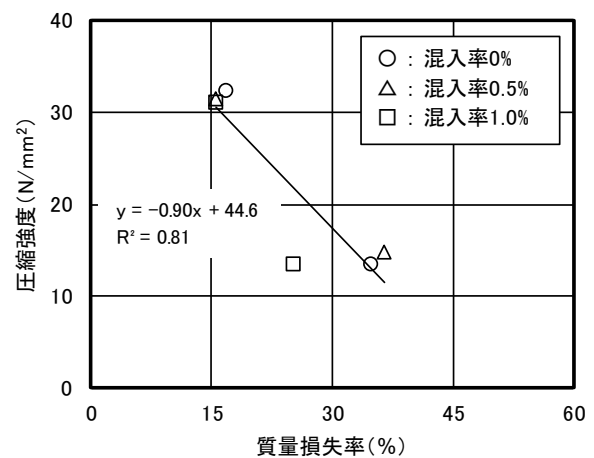 40
30
20
10
0
圧縮強度(N/mm²)
○ : 混入率0%
△ : 混入率0.5%
□ : 混入率1.0%
y = −0.90x + 44.6
R² = 0.81
0 15 30 45 60
質量損失率(%)